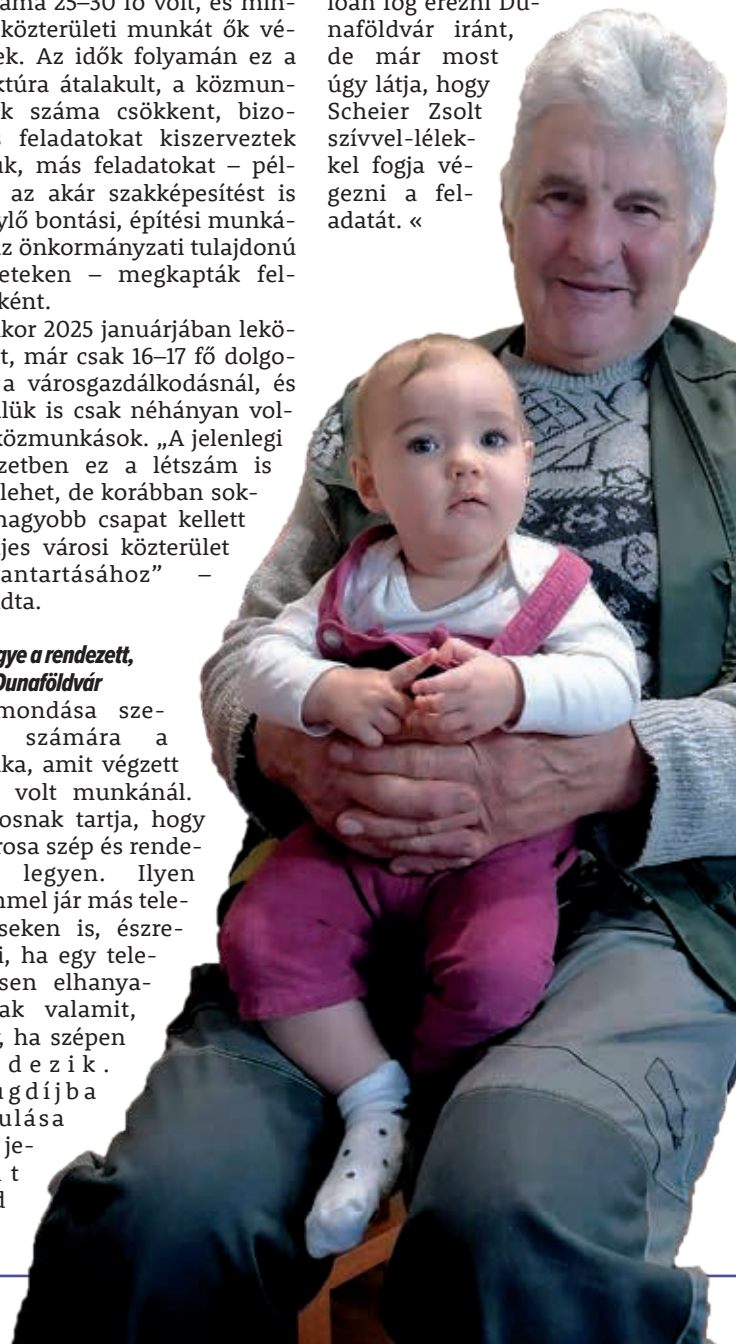 áma 25–30 fő volt, és min-
közterületi munkát ők vé-
ek. Az idők folyamán ez a
ktúra átalakult, a közmun-
k száma csökkent, bizo-
s feladatokat kiszerveztek
uk, más feladatokat – pél-
az akár szakképesítést is
ylő bontási, építési munká-
az önkormányzati tulajdonú
eteken – megkapták fel-
ként.
kor 2025 januárjában lekö-
t, már csak 16–17 fő dolgo-
a városgazdálkodásnál, és
lük is csak néhányan vol-
közmunkások. „A jelenlegi
zetben ez a létszám is
lehet, de korábban sok-
nagyobb csapat kellett
jes városi közterület
antartásához” –
dta.
gye a rendezett,
Dunaföldvár
mondása sze-
számára a
ka, amit végzett
volt munkánál.
osnak tartja, hogy
rosa szép és rende-
legyen. Ilyen
mmel jár más tele-
seken is, észre-
i, ha egy tele-
sen elhanya-
ak valamit,
, ha szépen
dezik.
ugdíjba
ulása
je-
t
d
lóan fog érezni Du-
naföldvár iránt,
de már most
úgy látja, hogy
Scheier Zsolt
szívvel-lélek-
kel fogja vé-
gezni a fel-
adatát. «